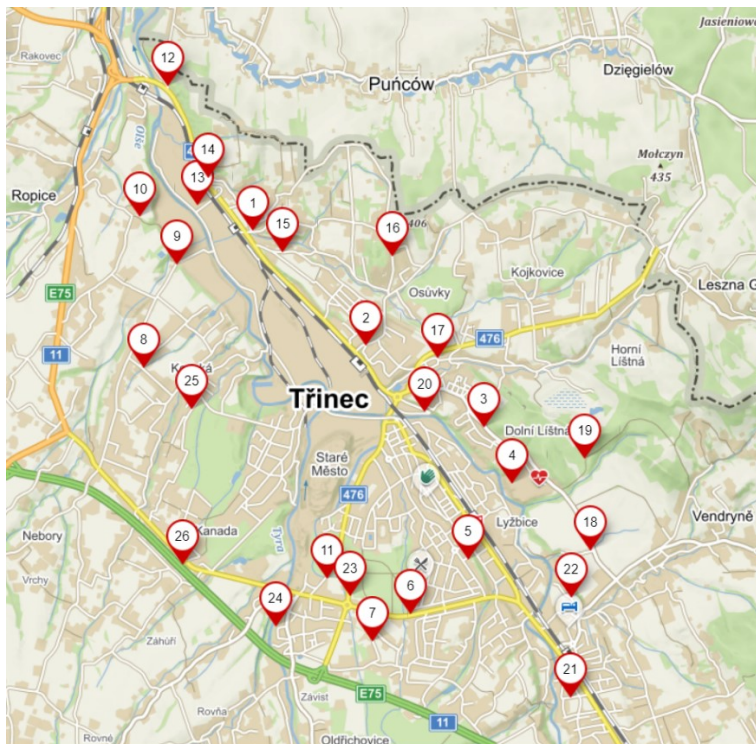 Jasieniowa
Rakovec
12
Puńców
Dzięgielów
Olše
14
Mołczyn
435
Ropice
10
13
1
15
16
406
9
Kojkovice
Leszna G
Osůvky
E75
2
17
476
Horní
Líštná
11
8
Třinec
25
20
3
Dolní Líštná
19
Staré
Město
4
476
Lyžbice
Vendryně
Nebory
Kanada
Tyra
5
18
26
11
23
22
Vrchy
24
6
7
Záhůří
21
Závist
E75
Rovňa
11
Rovné
Oldřichovice